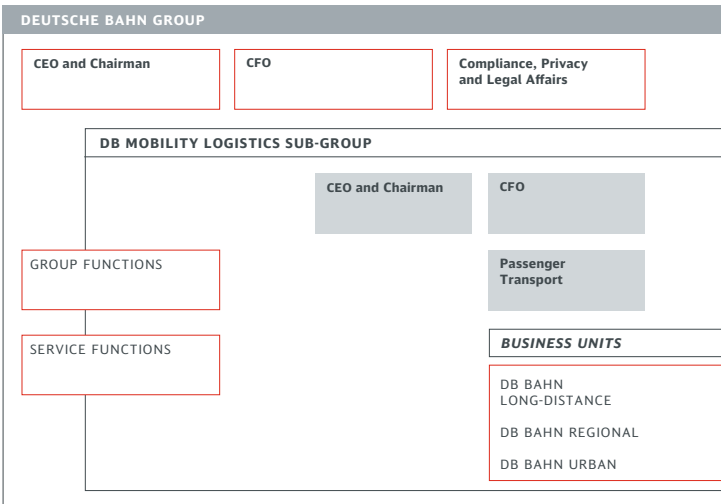 DEUTSCHE BAHN GROUP
CEO and Chairman
CFO
Compliance, Privacy
and Legal Affairs
DB MOBILITY LOGISTICS SUB-GROUP
CEO and Chairman
CFO
GROUP FUNCTIONS
Passenger
Transport
SERVICE FUNCTIONS
BUSINESS UNITS
DB BAHN
LONG-DISTANCE
DB BAHN REGIONAL
DB BAHN URBAN